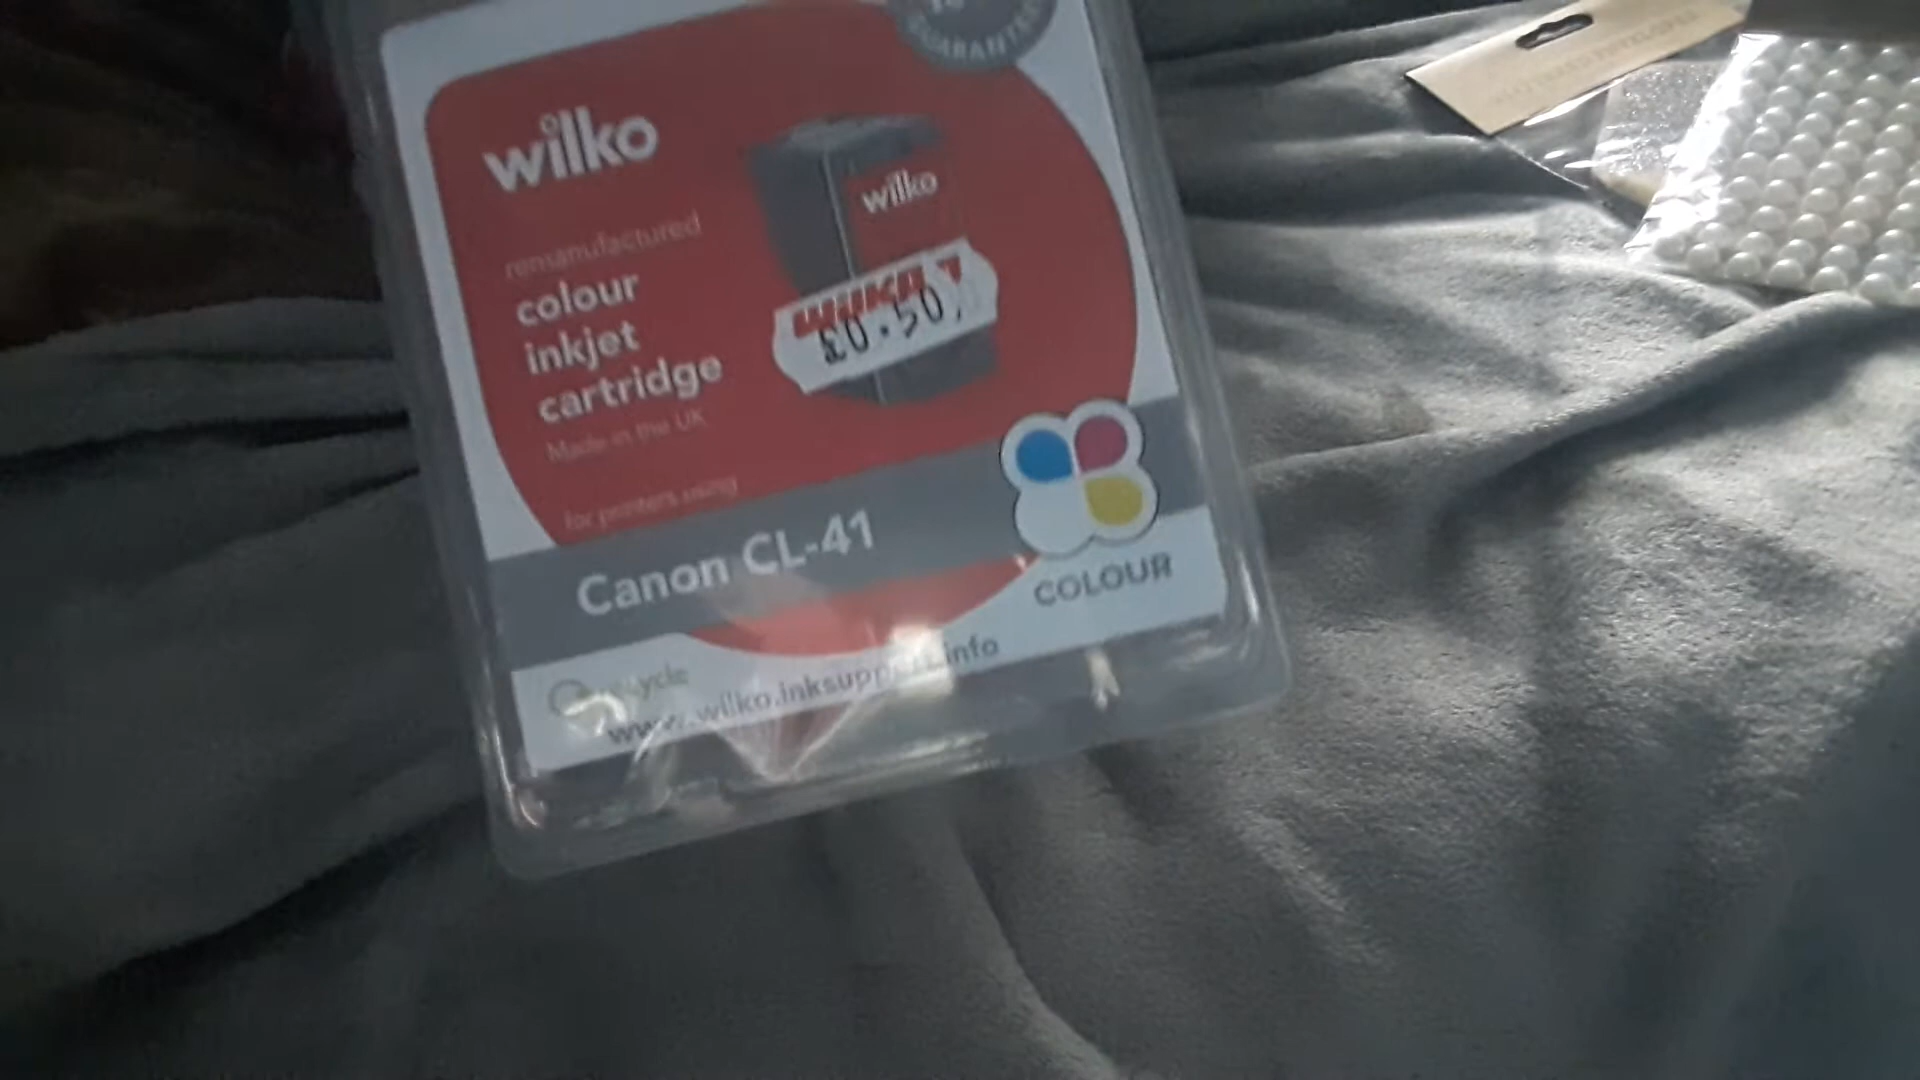 GUARANTEE
wilko
wilko
remanufactured
colour
inkjet
cartridge
£0.50
Made in the UK
for printers using
Canon CL-41
COLOUR
www.wilko.inksupport.info